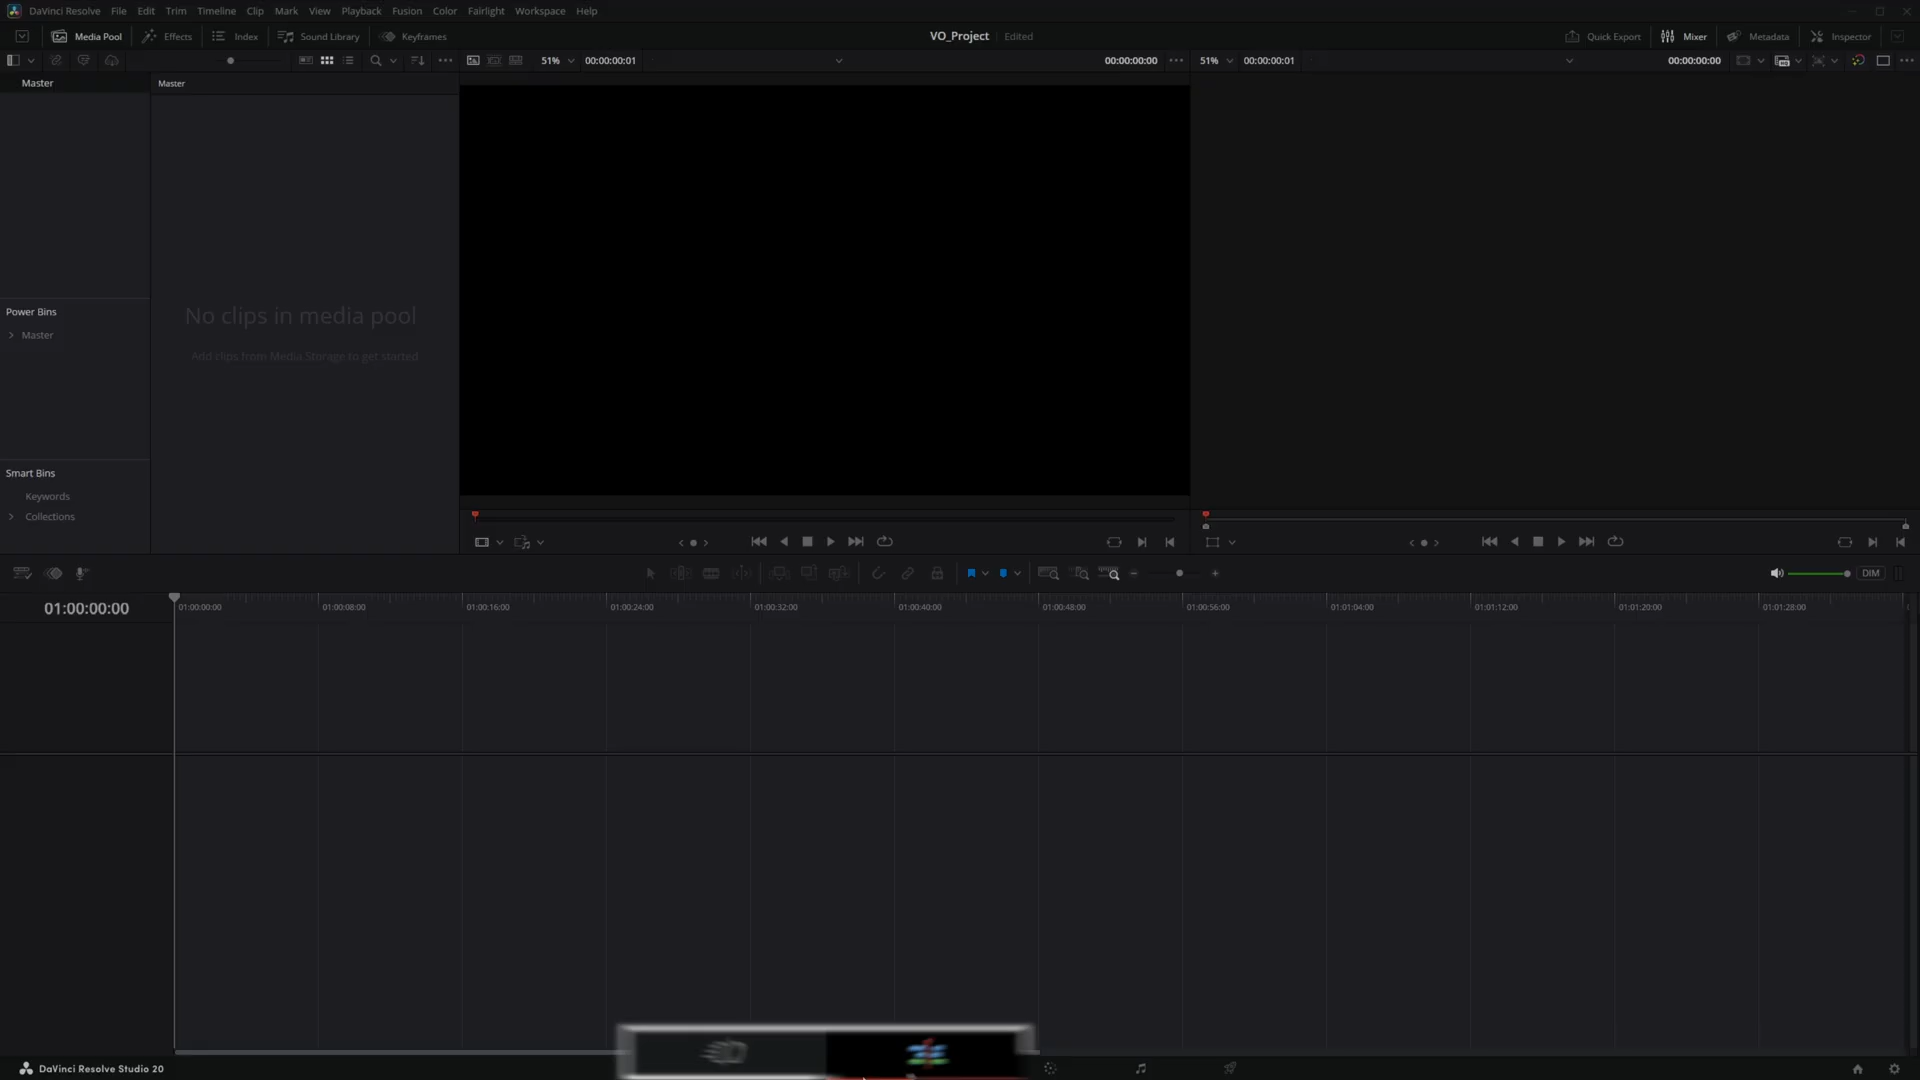 DaVinci Resolve File Edit Trim Timeline Clip Mark View Playback Fusion Color Fairlight Workspace Help
Media Pool Effects Index Sound Library Keyframes VO_Project Edited Quick Export Mixer Metadata Inspector
51% 00:00:00:01 00:00:00:00 51% 00:00:00:01 00:00:00:00
Master Master
No clips in media pool
Add clips from Media Storage to get started
Power Bins
Master
Smart Bins
Keywords
Collections
DIM
01:00:00:00 01:00:00:00 01:00:08:00 01:00:16:00 01:00:24:00 01:00:32:00 01:00:40:00 01:00:48:00 01:00:56:00 01:01:04:00 01:01:12:00 01:01:20:00 01:01:28:00
DaVinci Resolve Studio 20